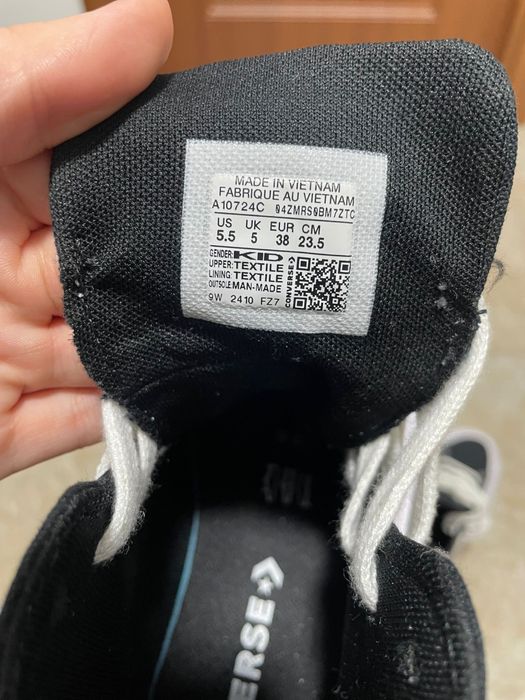 MADE IN VIETNAM
FABRIQUE AU VIETNAM
A10724C 04ZMRS0BM7ZTC
US UK EUR CM
5.5 5 38 23.5
GENDER: KID
UPPER: TEXTILE
LINING: TEXTILE
OUTSOLE MAN-MADE
9W 2410 FZ7
CONVERSE
CONVERSE